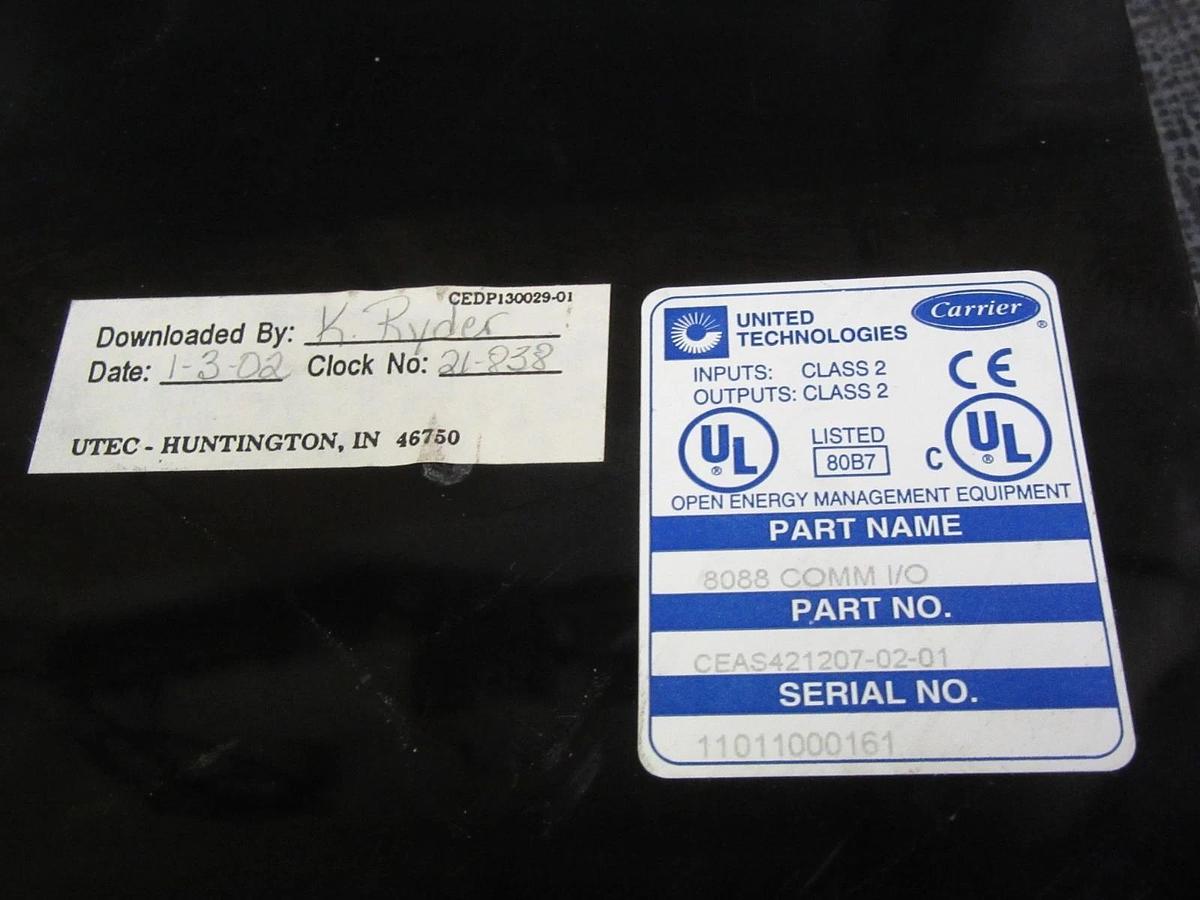 CEDP130029-01
Downloaded By: K. Ryder
Date: 1-3-02 Clock No: 21-838
UTEC - HUNTINGTON, IN 46750
UNITED
TECHNOLOGIES
Carrier ®
INPUTS: CLASS 2
OUTPUTS: CLASS 2
CE
UL ®
LISTED
80B7
C UL ®
OPEN ENERGY MANAGEMENT EQUIPMENT
PART NAME
8088 COMM I/O
PART NO.
CEAS421207-02-01
SERIAL NO.
11011000161